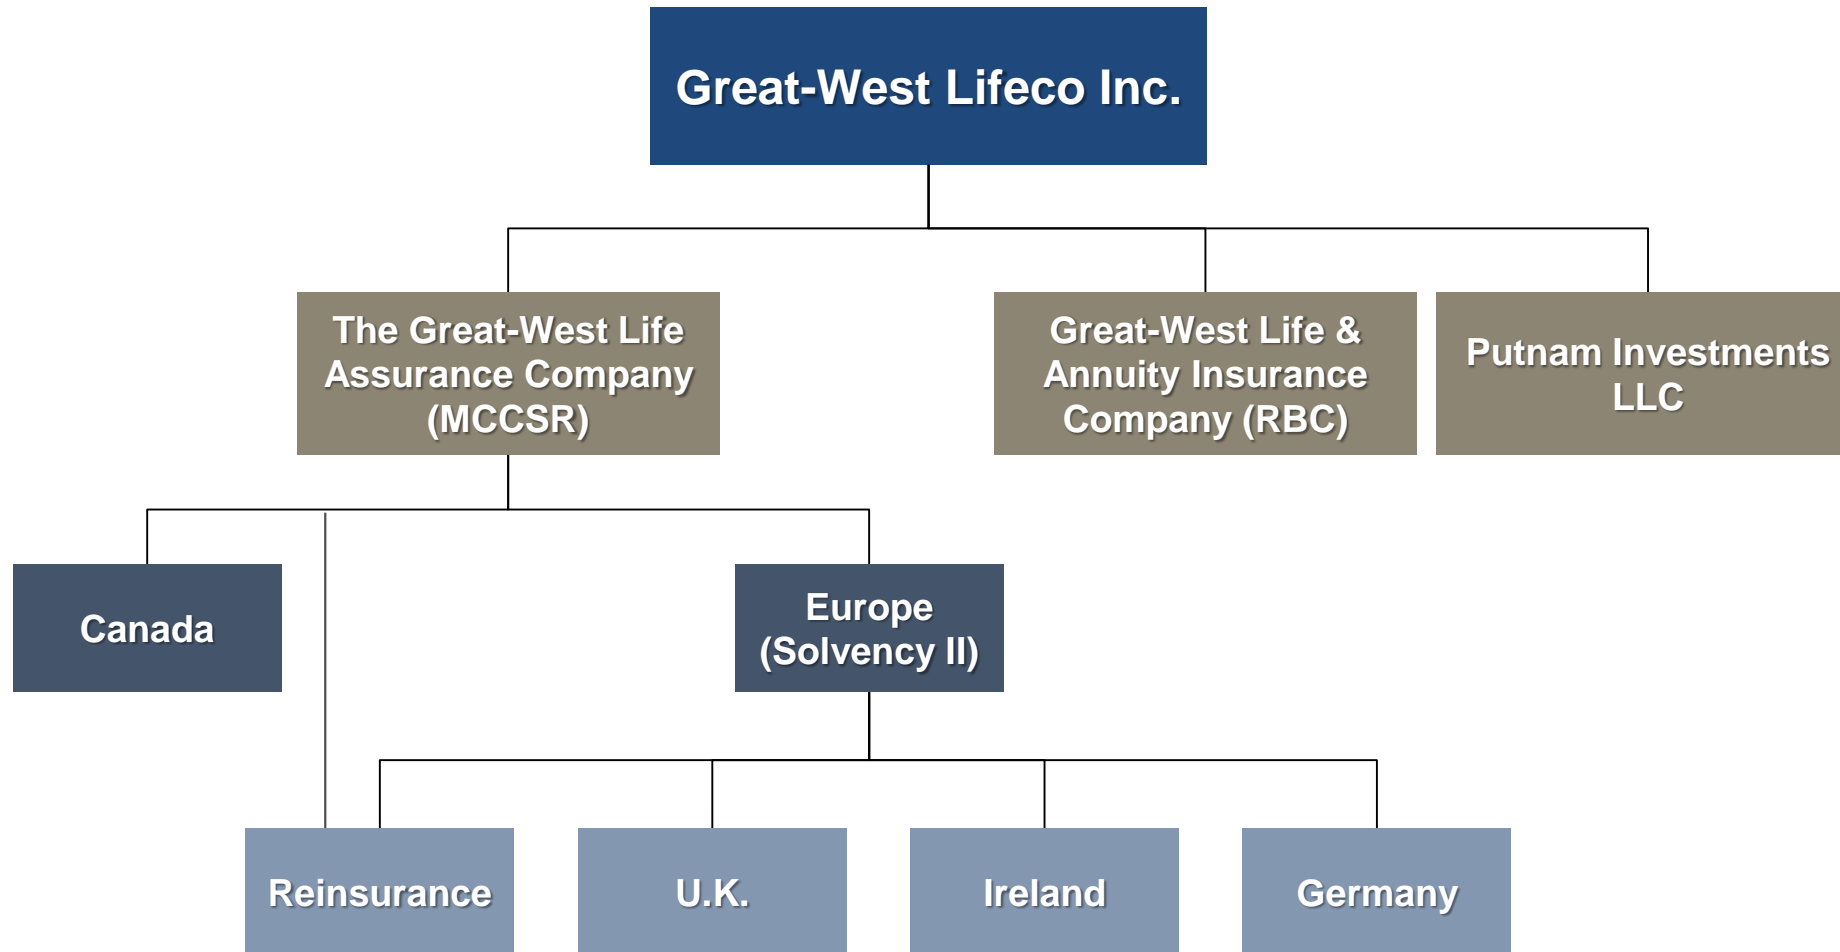 Great-West Lifeco Inc.
The Great-West Life
Assurance Company
(MCCSR)
Great-West Life &
Annuity Insurance
Company (RBC)
Putnam Investments
LLC
Canada
Europe
(Solvency II)
Reinsurance
U.K.
Ireland
Germany